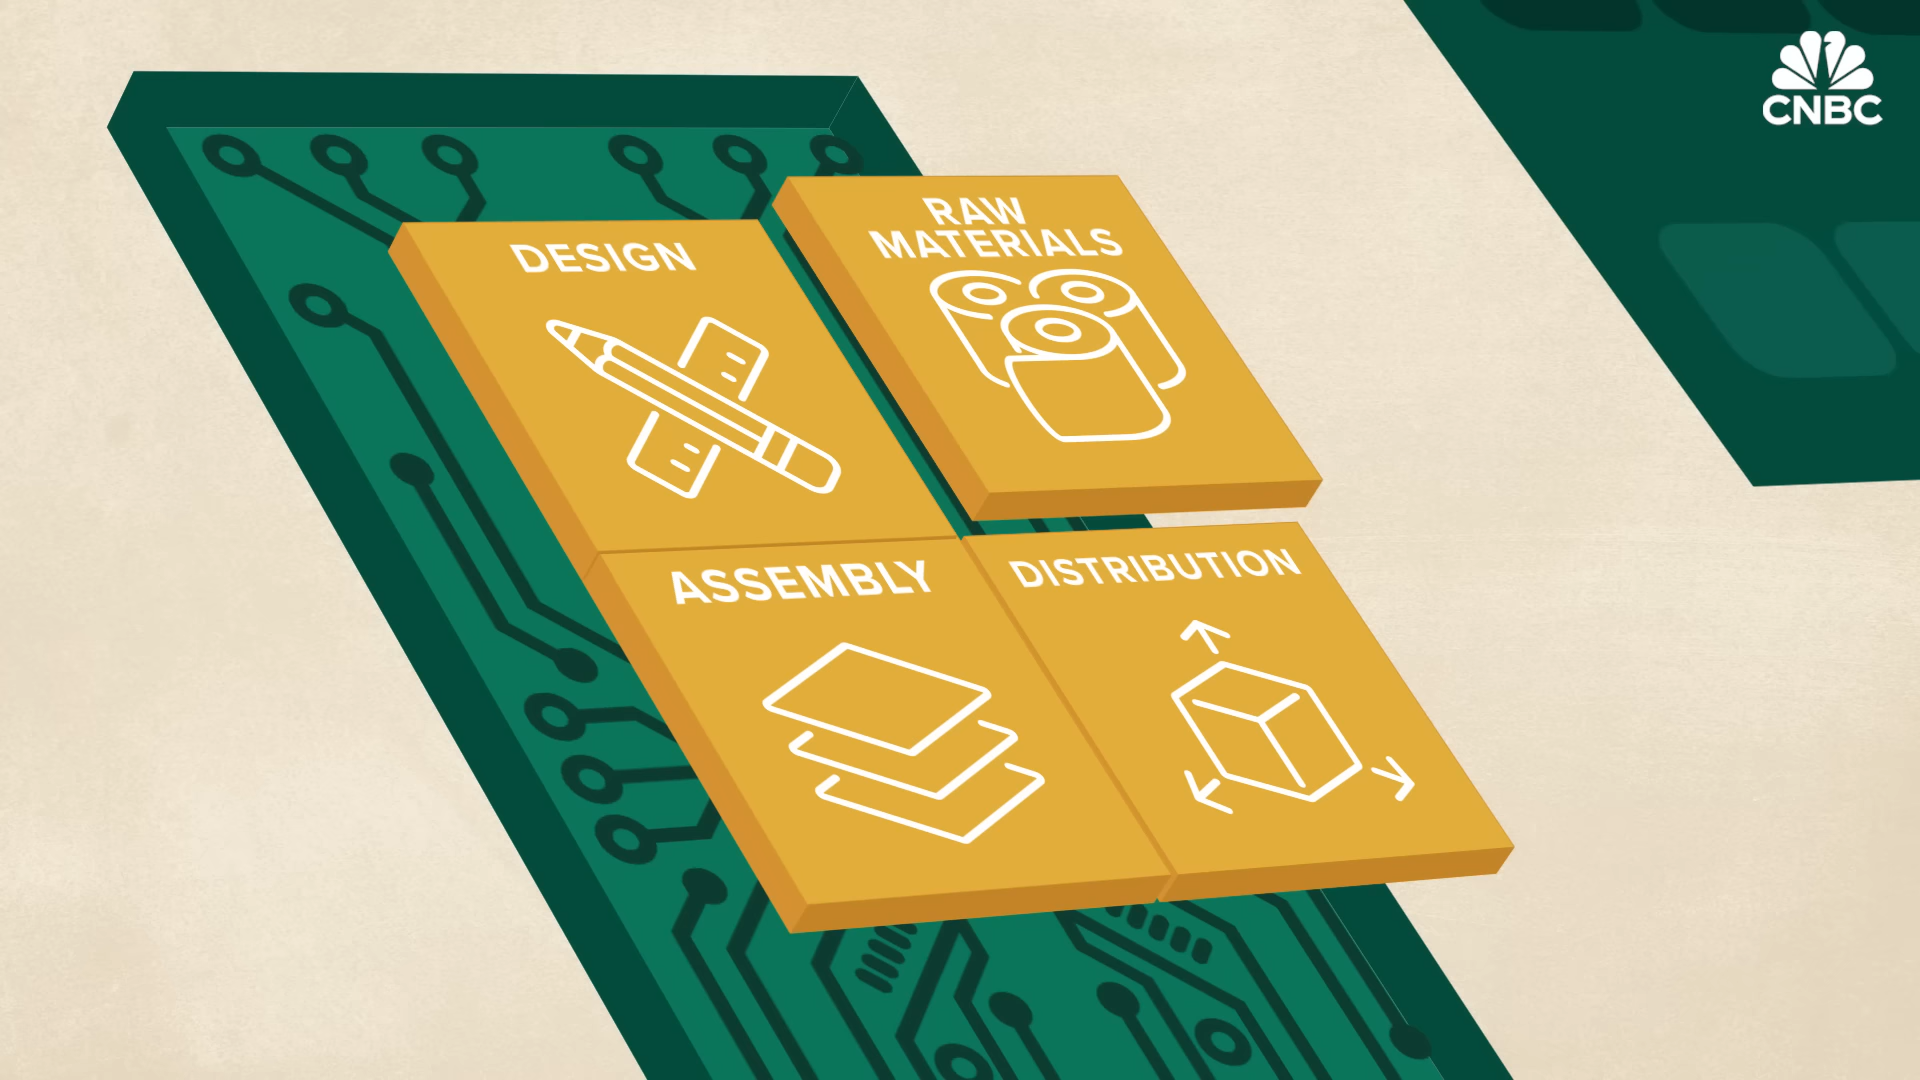 CNBC
DESIGN
RAW
MATERIALS
ASSEMBLY
DISTRIBUTION